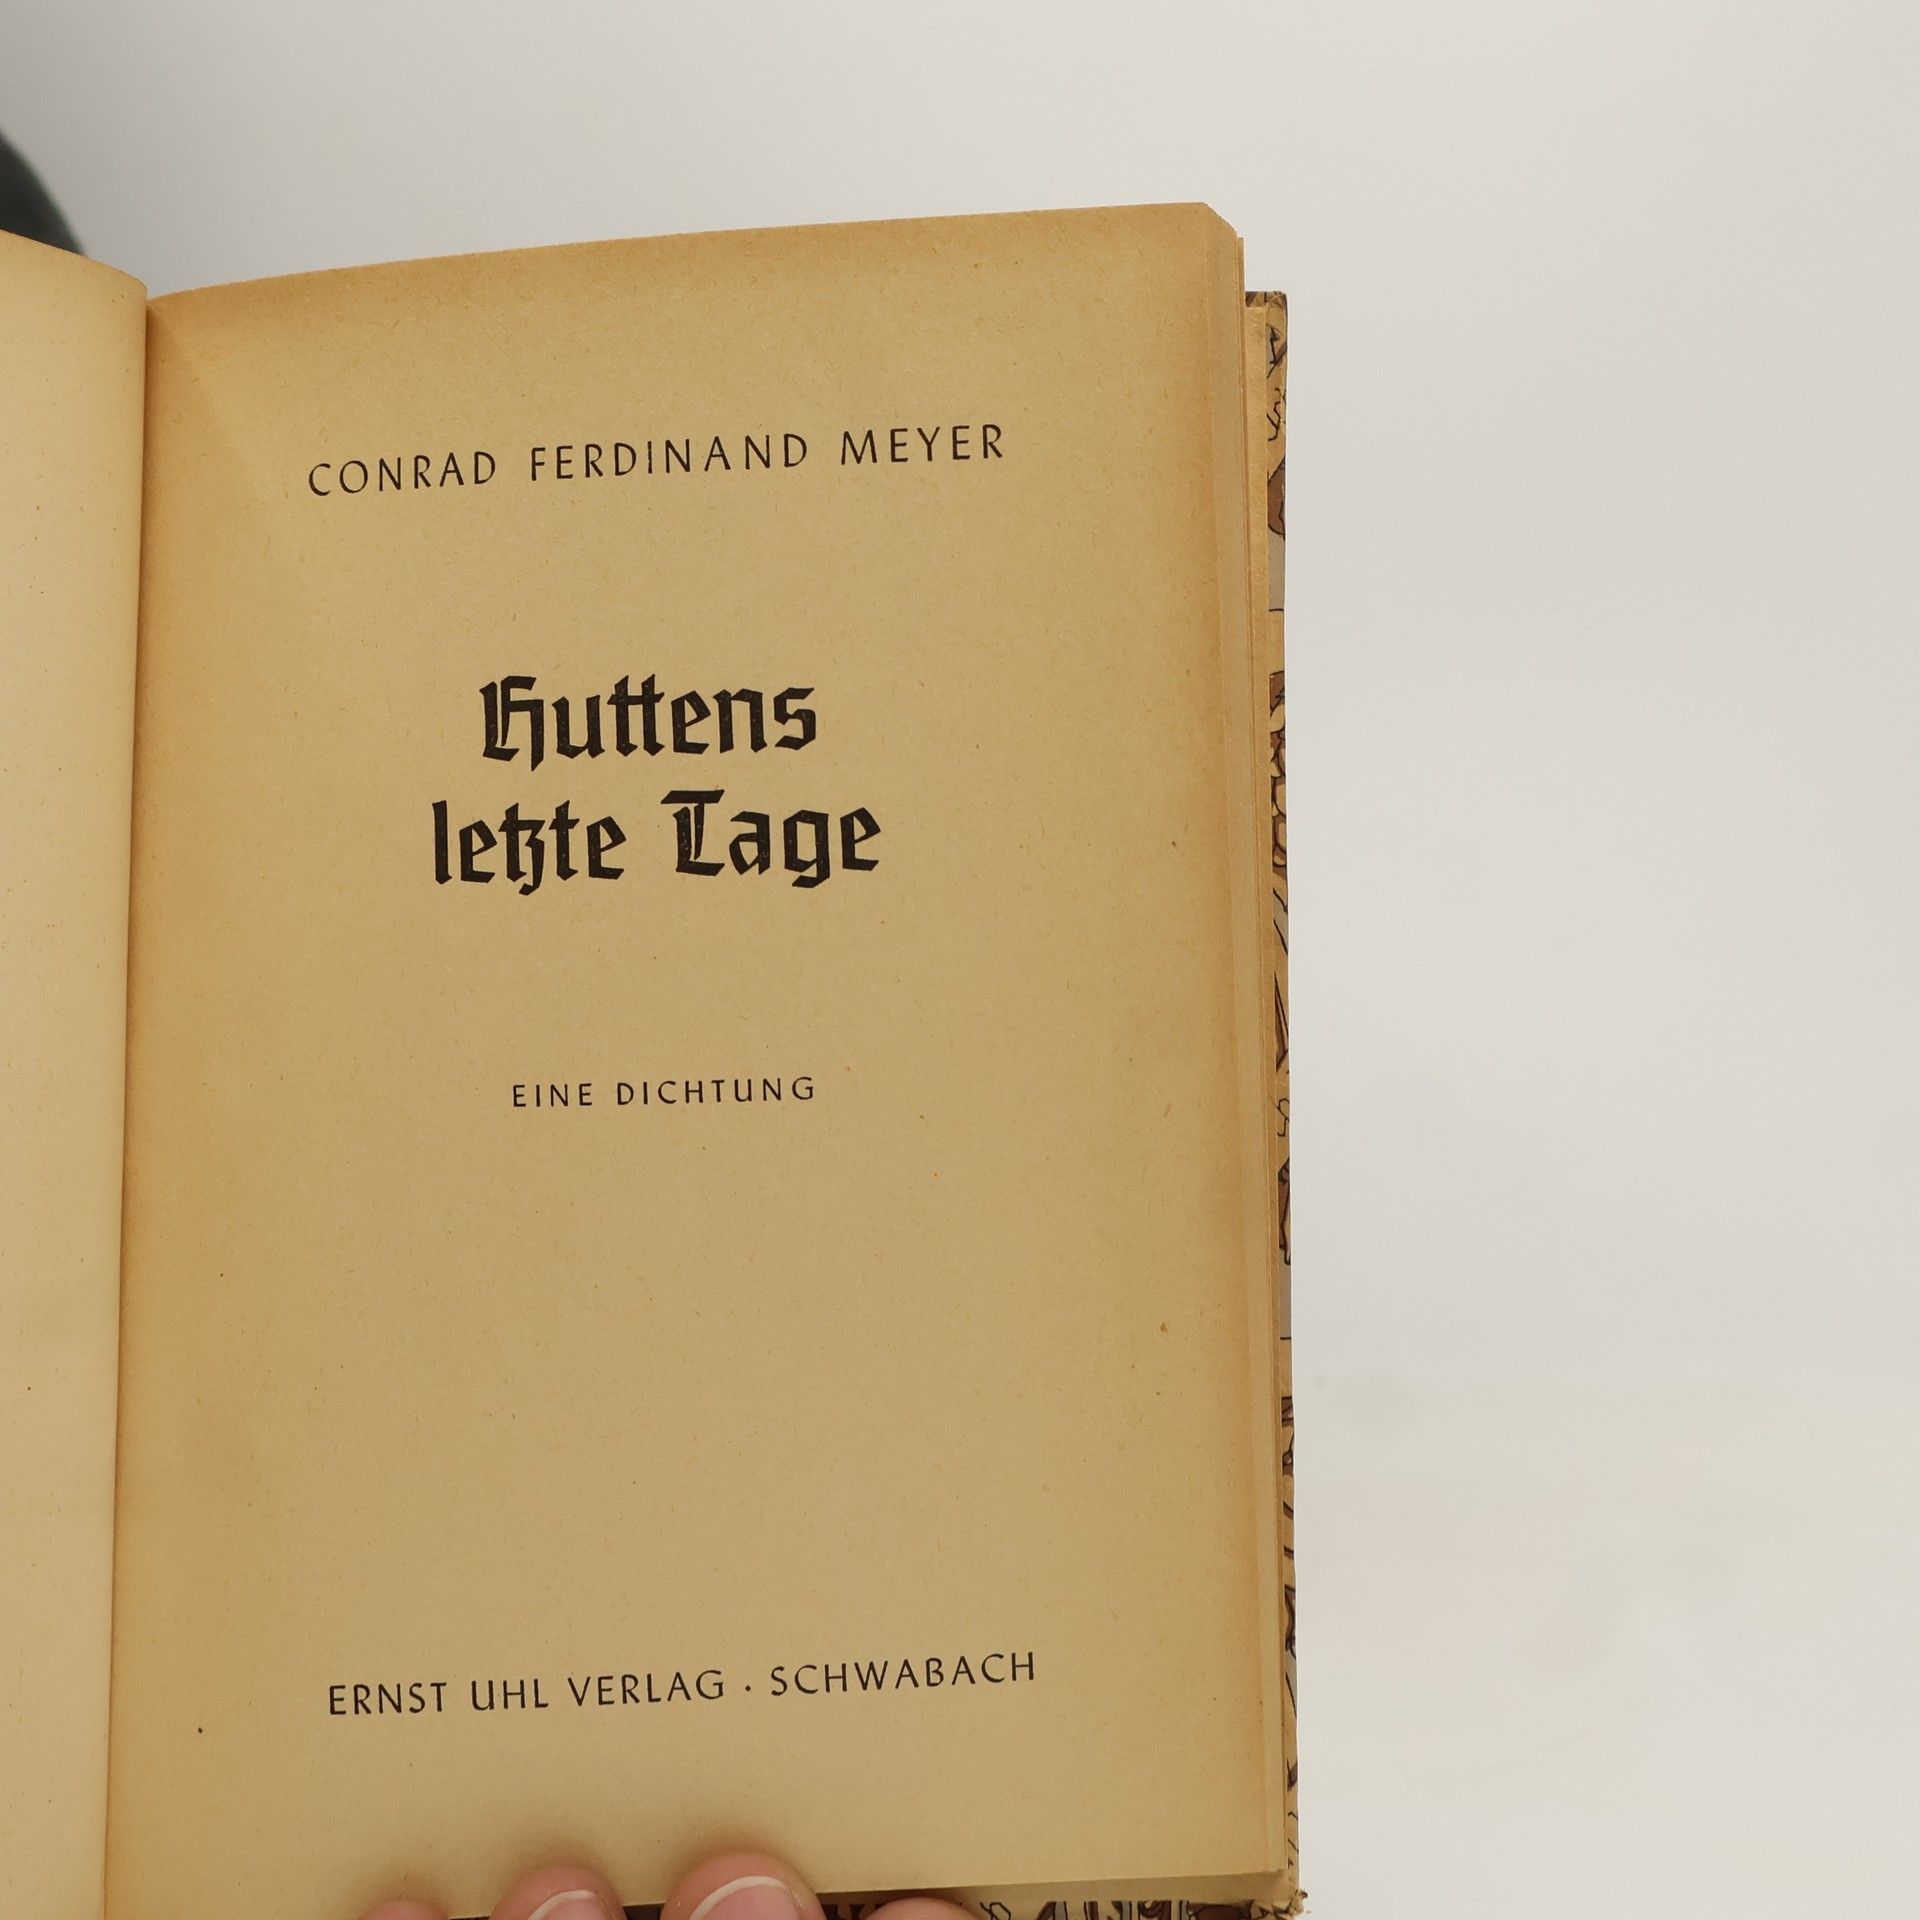 CONRAD FERDINAND MEYER
Huttens
letzte Tage
EINE DICHTUNG
ERNST UHL VERLAG · SCHWABACH